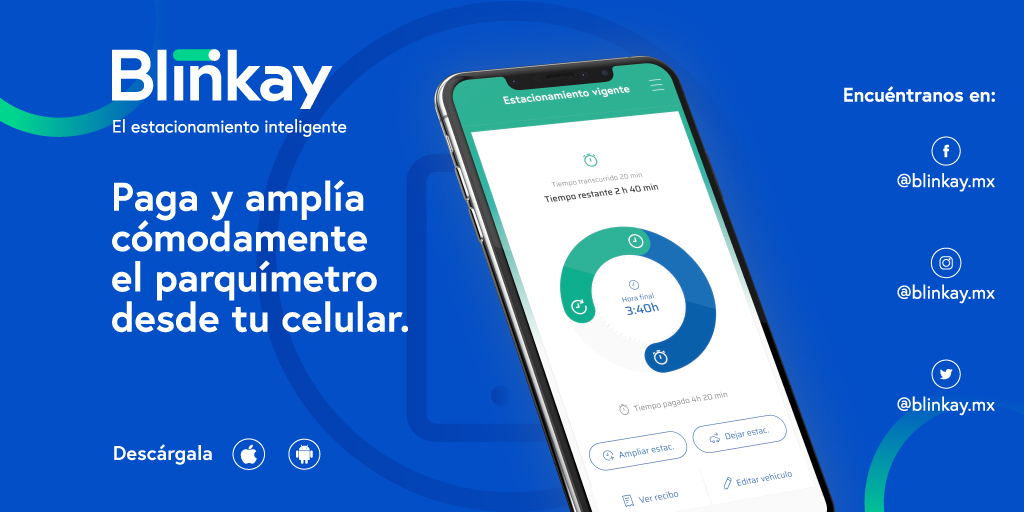 Blinkay
El estacionamiento inteligente
Paga y amplía
cómodamente
el parquímetro
desde tu celular.
Descárgala
Estacionamiento vigente
Tiempo transcurrido 20 min
Tiempo restante 2 h 40 min
Hora final
3:40h
Tiempo pagado 4h 20 min
Ampliar estac.
Dejar estac.
Ver recibo
Editar vehículo
Encuéntranos en:
@blinkay.mx
@blinkay.mx
@blinkay.mx